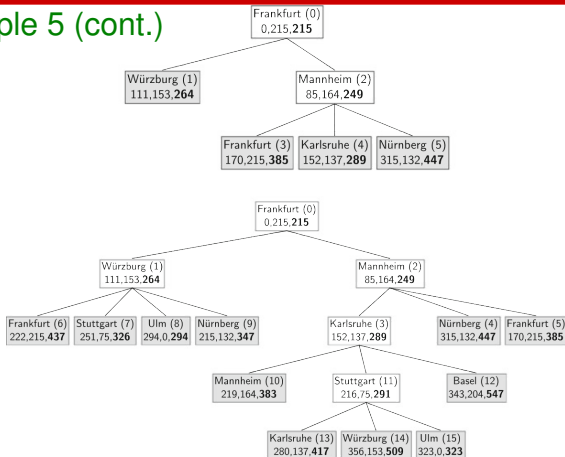 ple 5 (cont.)
Frankfurt (0)
0,215,215
Würzburg (1)
111,153,264
Mannheim (2)
85,164,249
Frankfurt (3)
170,215,385
Karlsruhe (4)
152,137,289
Nürnberg (5)
315,132,447
Frankfurt (0)
0,215,215
Würzburg (1)
111,153,264
Mannheim (2)
85,164,249
Frankfurt (6)
222,215,437
Stuttgart (7)
251,75,326
Ulm (8)
294,0,294
Nürnberg (9)
215,132,347
Karlsruhe (3)
152,137,289
Nürnberg (4)
315,132,447
Frankfurt (5)
170,215,385
Mannheim (10)
219,164,383
Stuttgart (11)
216,75,291
Basel (12)
343,204,547
Karlsruhe (13)
280,137,417
Würzburg (14)
356,153,509
Ulm (15)
323,0,323